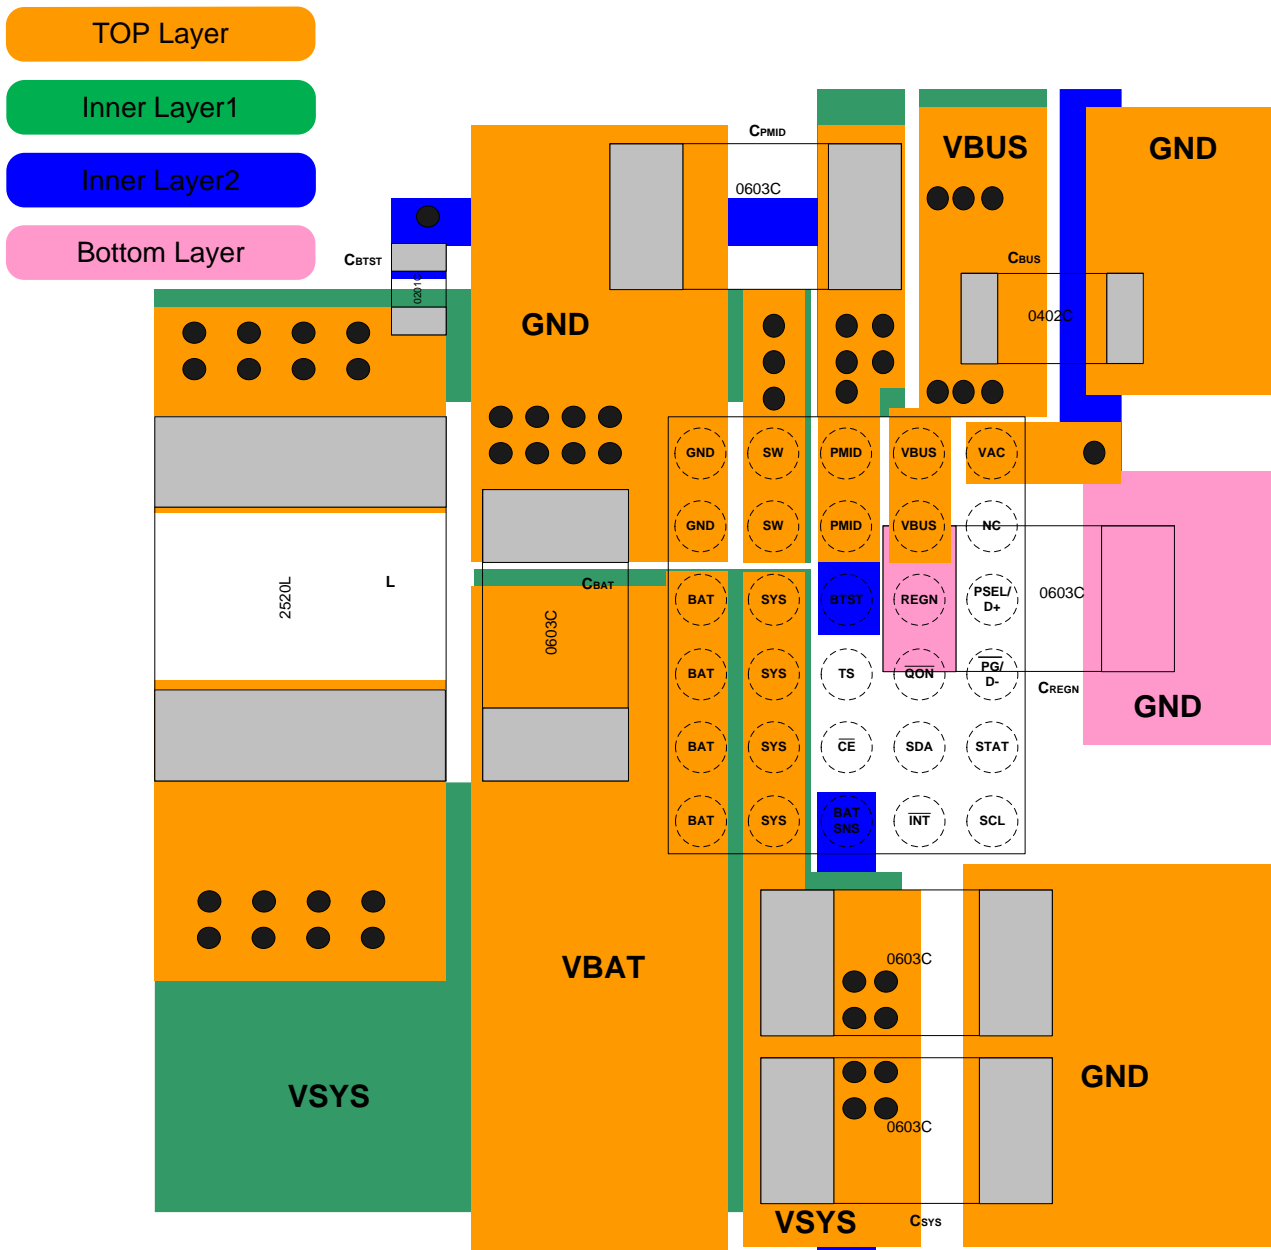 TOP Layer
Inner Layer1
Inner Layer2
Bottom Layer
CPMID
0603C
VBUS
GND
CBTST
0201C
CBUS
0402C
GND
GND SW PMID VBUS VAC
GND SW PMID VBUS NC
BAT SYS BTST REGN PSEL/
D+
0603C
2520L
L
CBAT
0603C
BAT SYS TS QON PG/
D-
CREGN
GND
BAT SYS CE SDA STAT
BAT SYS BAT
SNS
INT SCL
VBAT
0603C
VSYS
GND
0603C
VSYS
CSYS